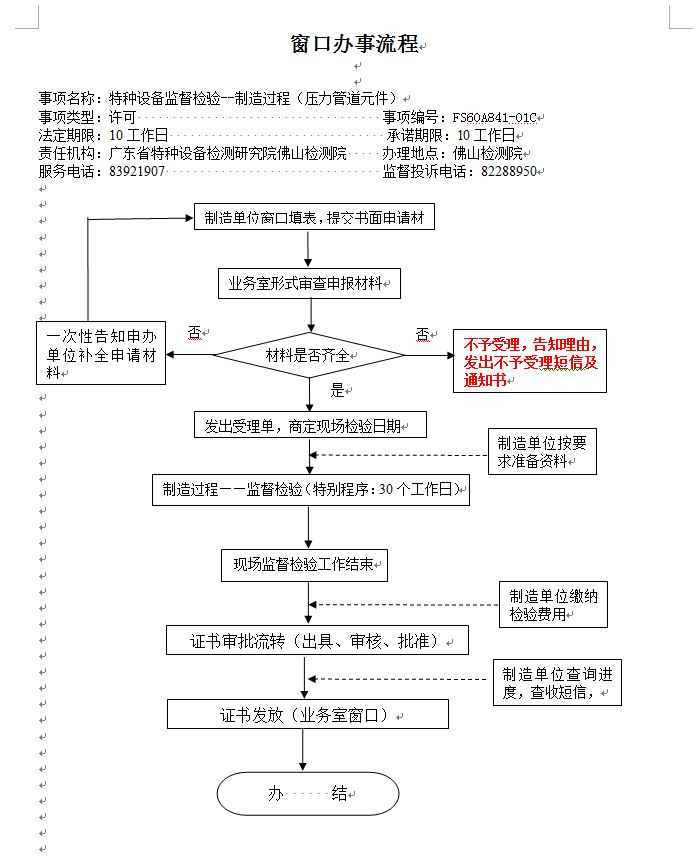 窗口办事流程
事项名称：特种设备监督检验--制造过程（压力管道元件）
事项类型：许可 事项编号：FS60A841-01C
法定期限：10 工作日 承诺期限：10 工作日
责任机构：广东省特种设备检测研究院佛山检测院 办理地点：佛山检测院
服务电话：83921907 监督投诉电话：82288950
制造单位窗口填表，提交书面申请材
业务室形式审查申报材料
一次性告知申办
单位补全申请材
料
否
材料是否齐全
否
不予受理，告知理由，
发出不予受理短信及
通知书
是
发出受理单，商定现场检验日期
制造单位按要
求准备资料
制造过程——监督检验（特别程序：30 个工作日）
现场监督检验工作结束
制造单位缴纳
检验费用
证书审批流转（出具、审核、批准）
制造单位查询进
度，查收短信，
证书发放（业务室窗口）
办 结